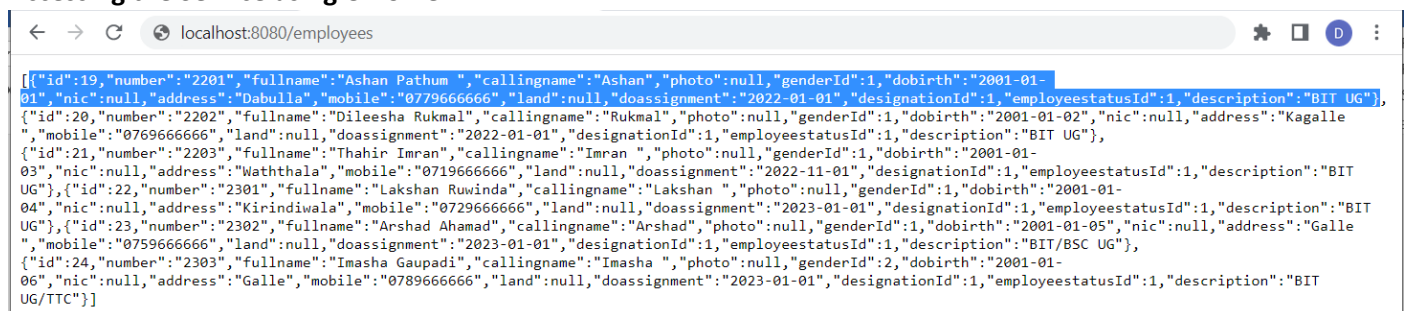 localhost:8080/employees
D
[{"id":19,"number":"2201","fullname":"Ashan Pathum ","callingname":"Ashan","photo":null,"genderId":1,"dobirth":"2001-01-
01","nic":null,"address":"Dabulla","mobile":"0779666666","land":null,"doassignment":"2022-01-01","designationId":1,"employeestatusId":1,"description":"BIT UG"},
{"id":20,"number":"2202","fullname":"Dileesha Rukmal","callingname":"Rukmal","photo":null,"genderId":1,"dobirth":"2001-01-02","nic":null,"address":"Kagalle
","mobile":"0769666666","land":null,"doassignment":"2022-01-01","designationId":1,"employeestatusId":1,"description":"BIT UG"},
{"id":21,"number":"2203","fullname":"Thahir Imran","callingname":"Imran ","photo":null,"genderId":1,"dobirth":"2001-01-
03","nic":null,"address":"Waththala","mobile":"0719666666","land":null,"doassignment":"2022-11-01","designationId":1,"employeestatusId":1,"description":"BIT
UG"},{"id":22,"number":"2301","fullname":"Lakshan Ruwinda","callingname":"Lakshan ","photo":null,"genderId":1,"dobirth":"2001-01-
04","nic":null,"address":"Kirindiwala","mobile":"0729666666","land":null,"doassignment":"2023-01-01","designationId":1,"employeestatusId":1,"description":"BIT
UG"},{"id":23,"number":"2302","fullname":"Arshad Ahamad","callingname":"Arshad","photo":null,"genderId":1,"dobirth":"2001-01-05","nic":null,"address":"Galle
","mobile":"0759666666","land":null,"doassignment":"2023-01-01","designationId":1,"employeestatusId":1,"description":"BIT/BSC UG"},
{"id":24,"number":"2303","fullname":"Imasha Gaupadi","callingname":"Imasha ","photo":null,"genderId":2,"dobirth":"2001-01-
06","nic":null,"address":"Galle","mobile":"0789666666","land":null,"doassignment":"2023-01-01","designationId":1,"employeestatusId":1,"description":"BIT
UG/TTC"}]